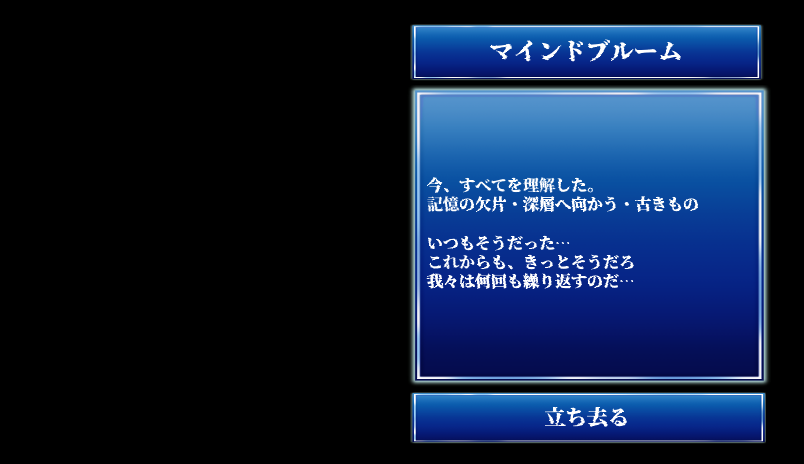 マインドブルーム
今、すべてを理解した。
記憶の欠片・深層へ向かう・古きもの
いつもそうだった…
これからも、きっとそうだろ
我々は何回も繰り返すのだ…
立ち去る